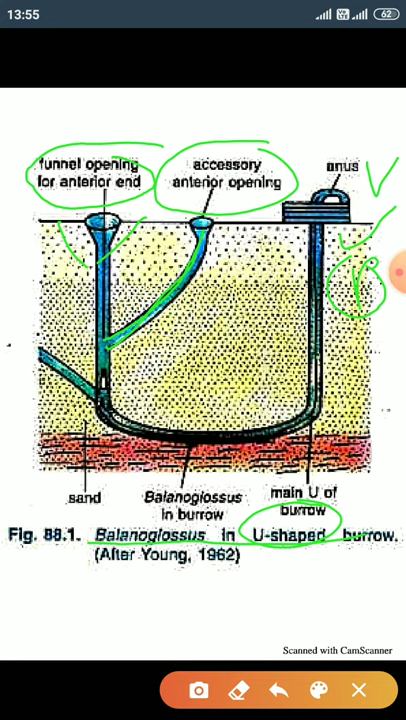 13:55
62
funnel opening
for anterior end
accessory
anterior opening
anus
sand
Balanoglossus
in burrow
main U of
burrow
Fig. 88.1. Balanoglossus in U-shaped burrow.
(After Young, 1962)
Scanned with CamScanner